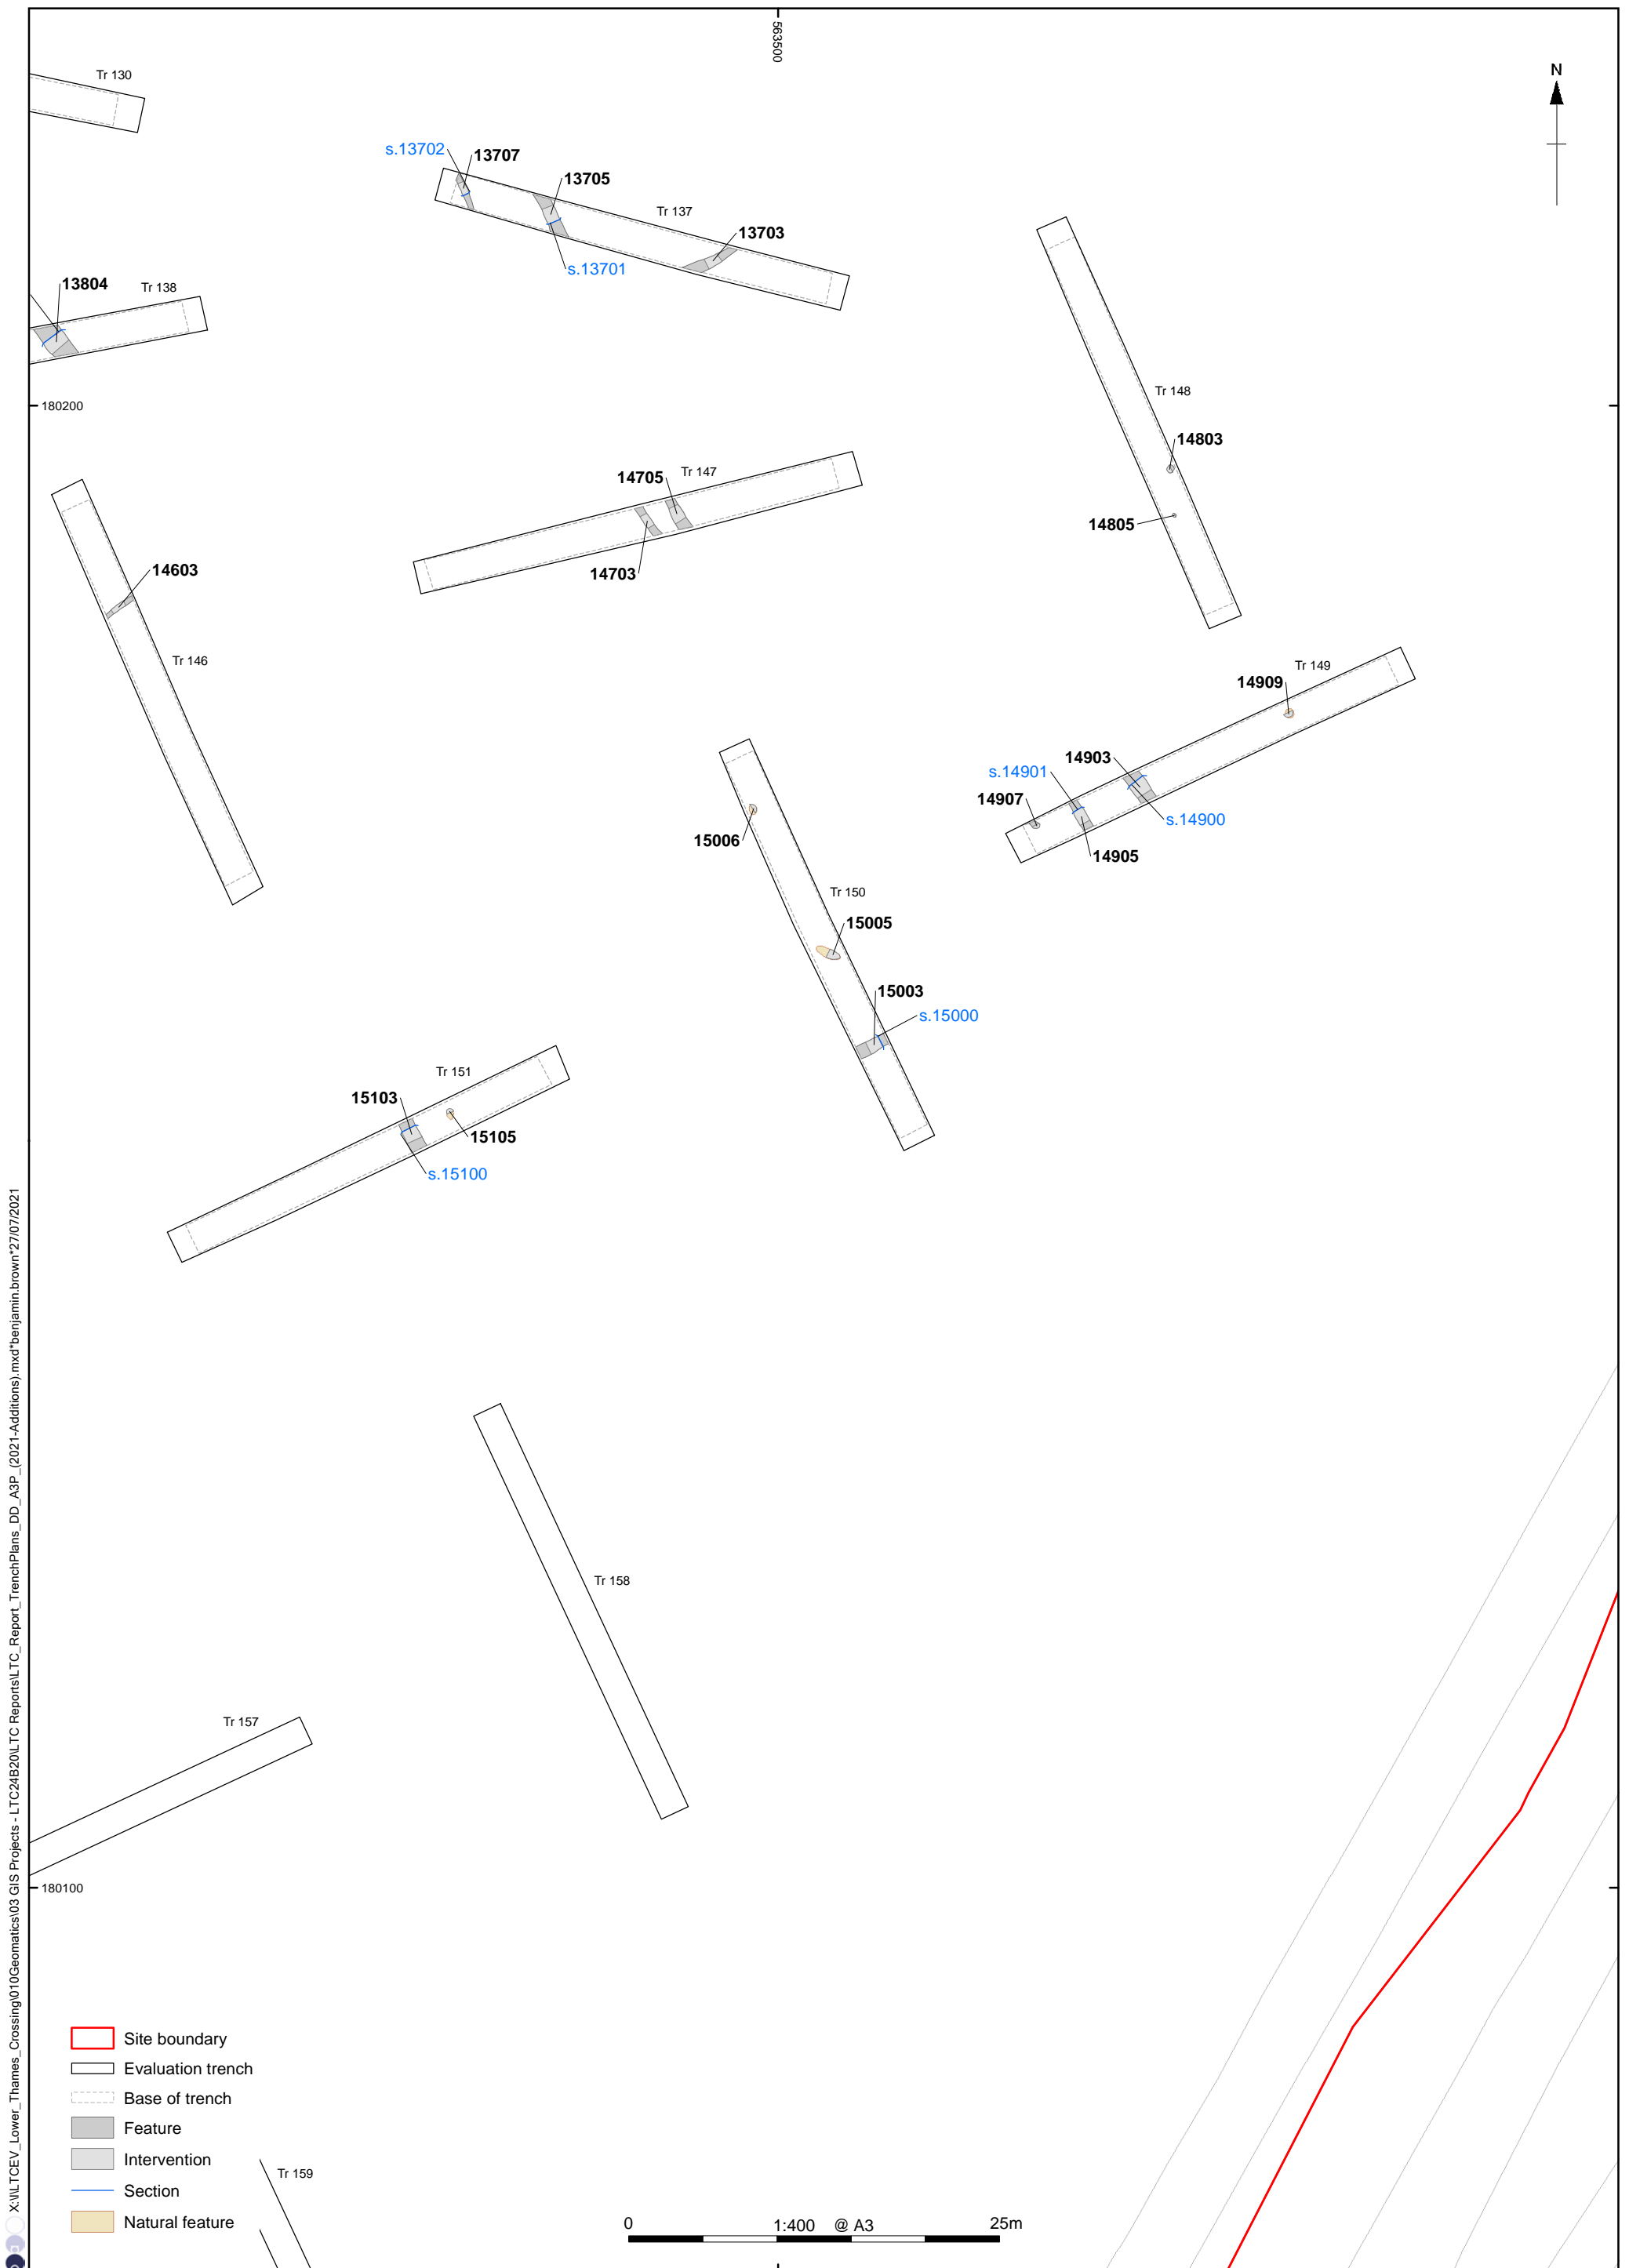 563500
N
Tr 130
s.13702
13707
13705
Tr 137
13703
s.13701
13804
Tr 138
180200
Tr 148
14803
14805
14705
Tr 147
14703
14603
Tr 146
Tr 149
14909
14903
s.14901
14907
s.14900
14905
15006
Tr 150
15005
15003
s.15000
Tr 151
15103
15105
s.15100
Tr 158
Tr 157
180100
Site boundary
Evaluation trench
Base of trench
Feature
Intervention
Section
Natural feature
Tr 159
0 1:400 @ A3 25m
X:\l\LTCEV_Lower_Thames_Crossing\010Geomatics\03 GIS Projects - LTC24B20\LTC Reports\LTC_Report_TrenchPlans_DD_A3P_(2021-Additions).mxd*benjamin.brown*27/07/2021